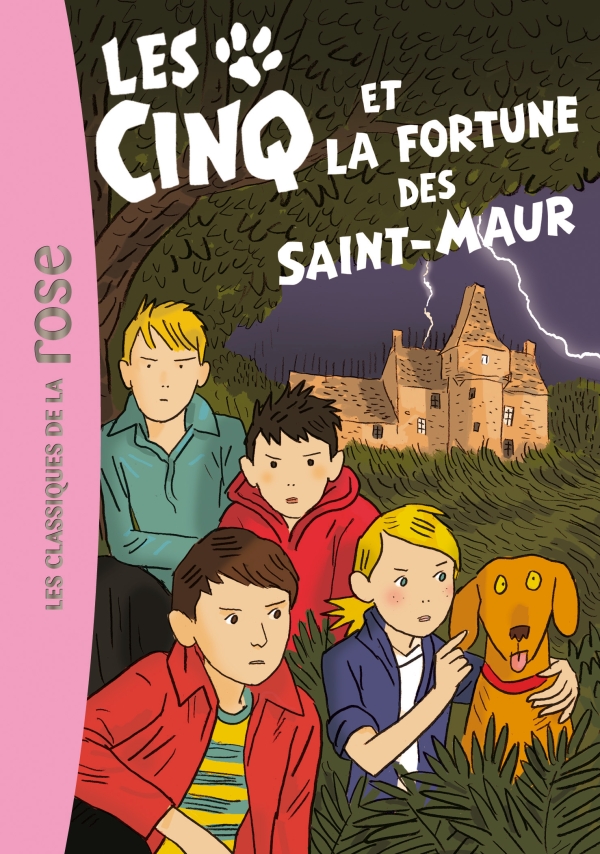 LES
CINQ
ET
LA FORTUNE
DES
SAINT-MAUR
LES CLASSIQUES DE LA rose